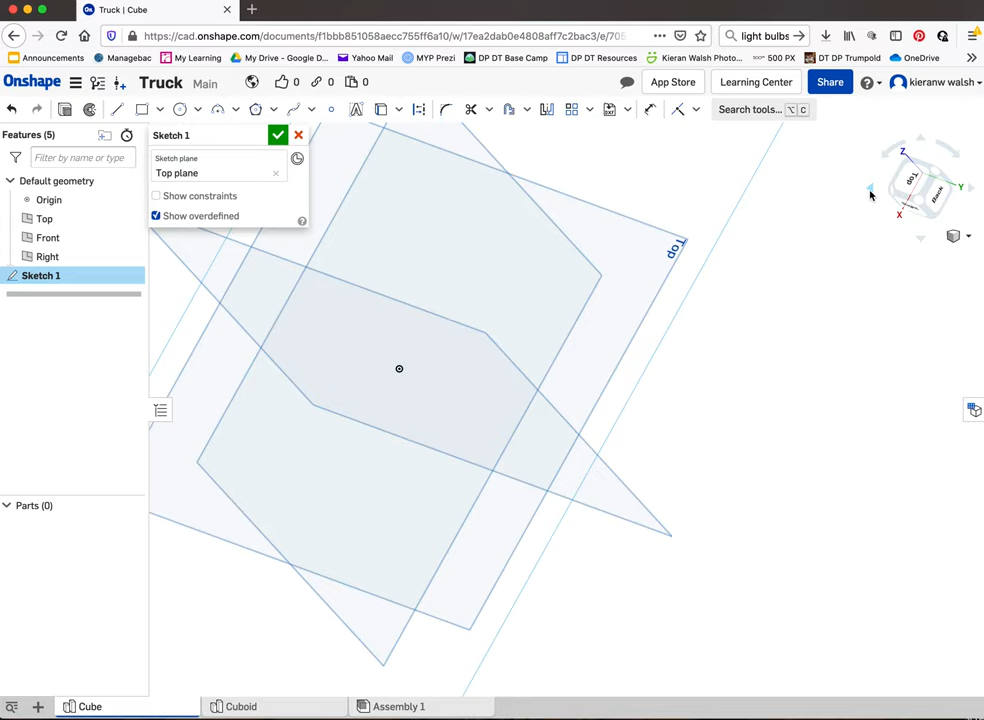 Truck | Cube
https://cad.onshape.com/documents/f1bbb851058aecc755ff6a10/w/17ea2dab0e4808aff7c2bac3/e/705
light bulbs
Announcements
Managebac
My Learning
My Drive - Google D...
Yahoo Mail
MYP Prezi
DP DT Base Camp
DP DT Resources
Kieran Walsh Photo...
500 PX
DT DP Trumpold
OneDrive
Onshape
Truck
Main
0
0
0
App Store
Learning Center
Share
kieranw walsh
Search tools...
C
Features (5)
Filter by name or type
Default geometry
Origin
Top
Front
Right
Sketch 1
Sketch 1
Sketch plane
Top plane
Show constraints
Show overdefined
Top
Z
Y
X
Top
Back
Parts (0)
Cube
Cuboid
Assembly 1